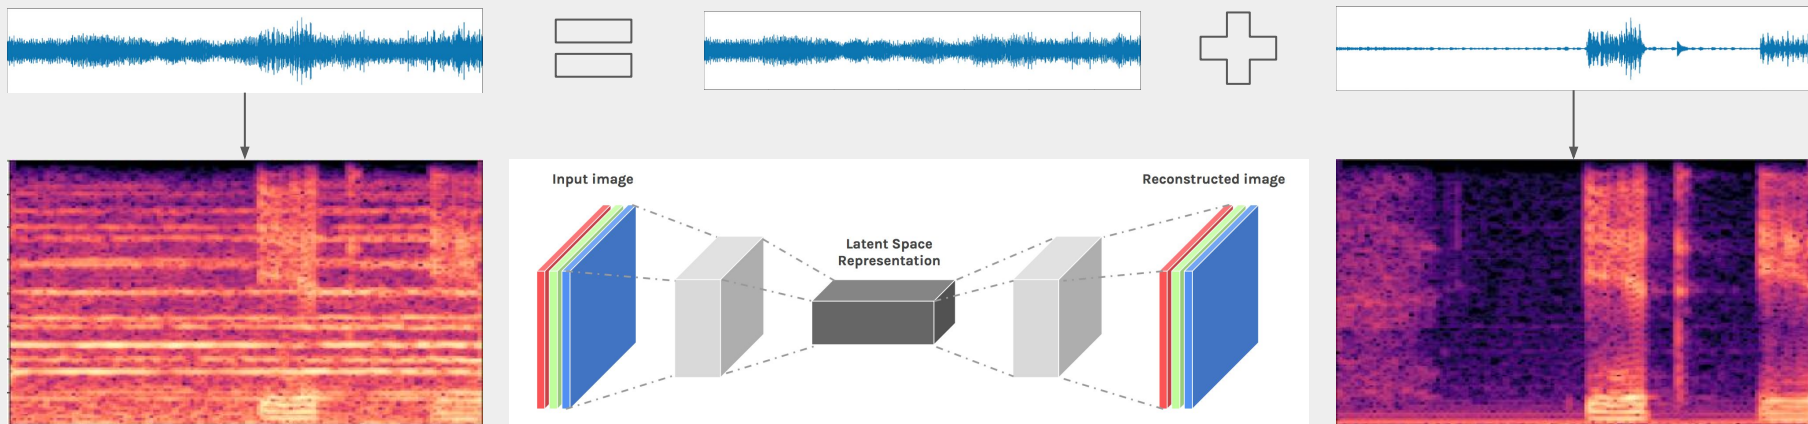 Input image
Reconstructed image
Latent Space
Representation